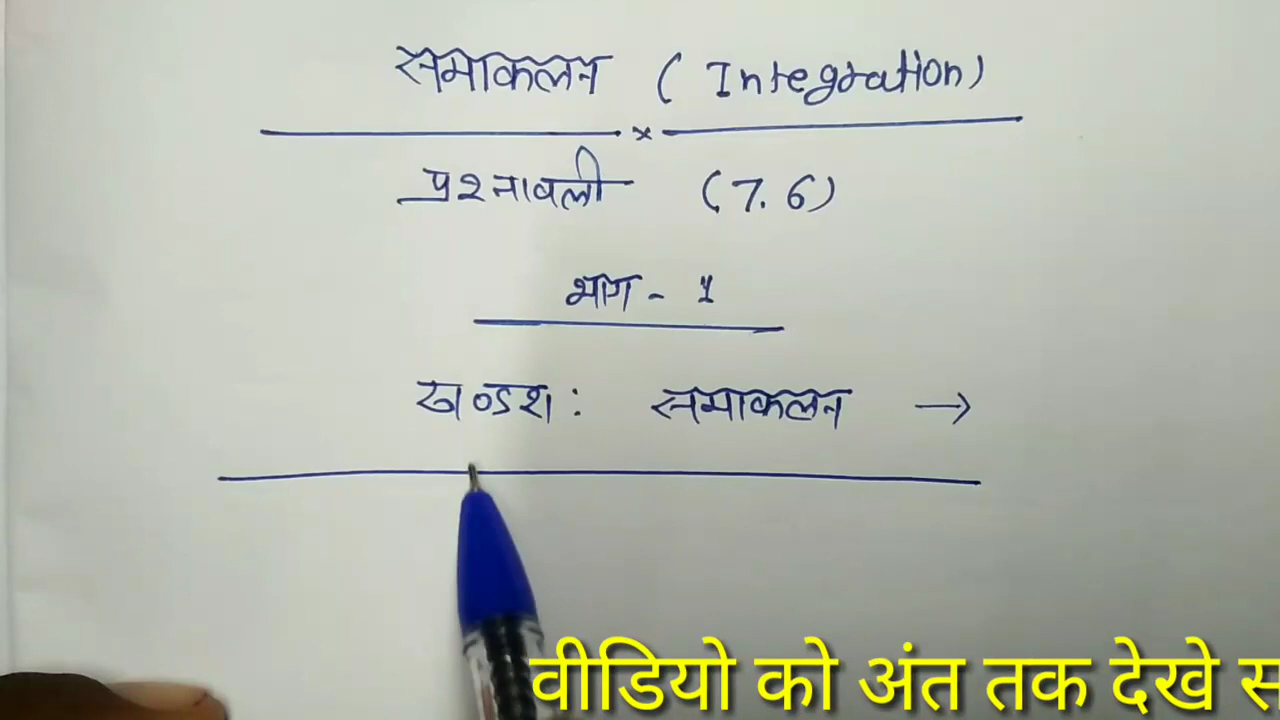 समाकलन ( Integration)
×
प्रश्नावली (7.6)
भाग - 1
खण्डश: समाकलन →
वीडियो को अंत तक देखे